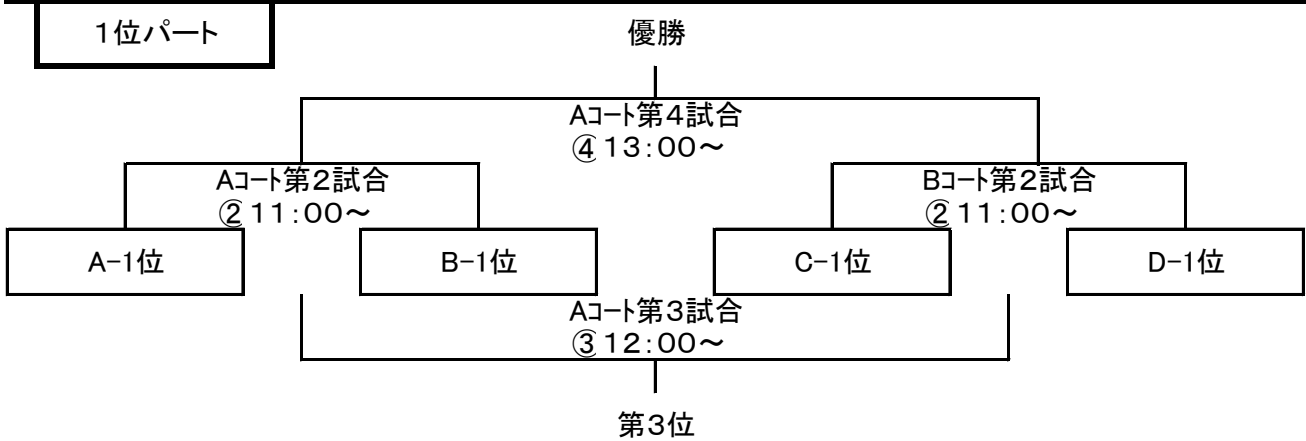 1位パート
優勝
Aコート第４試合
④１３：００～
Aコート第２試合
②１１：００～
Bコート第２試合
②１１：００～
A-1位
B-1位
C-1位
D-1位
Aコート第３試合
③１２：００～
第３位